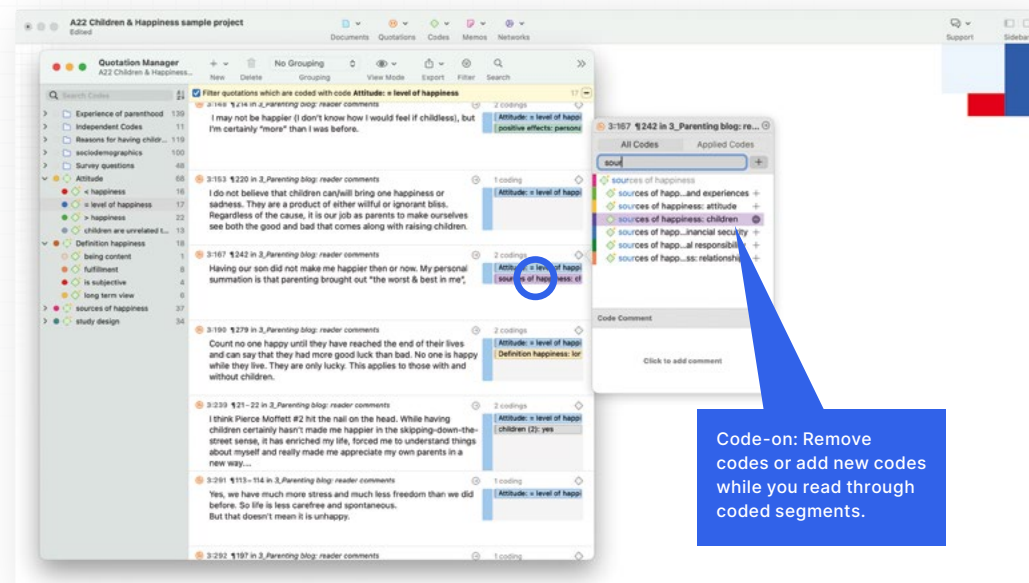 A22 Children & Happiness sample project
Edited
Documents Quotations Codes Memos Networks
Support Sidebar
Quotation Manager
A22 Children & Happiness...
No Grouping
New Delete Grouping View Mode Export Filter Search
Search Codes
Experience of parenthood 139
Independent Codes 11
Reasons for having childr... 119
sociodemographics 100
Survey questions 48
Attitude 68
< happiness 16
= level of happiness 17
> happiness 22
children are unrelated t... 13
Definition happiness 18
being content 1
fulfillment 8
is subjective 4
long term view 6
sources of happiness 37
study design 34
Filter quotations which are coded with code Attitude: = level of happiness 17
3:148 ¶214 in 3_Parenting blog: reader comments 2 codings
I may not be happier (I don't know how I would feel if childless), but
I'm certainly "more" than I was before.
Attitude: = level of happi
positive effects: persona
3:153 ¶220 in 3_Parenting blog: reader comments 1 coding
I do not believe that children can/will bring one happiness or
sadness. They are a product of either willful or ignorant bliss.
Regardless of the cause, it is our job as parents to make ourselves
see both the good and bad that comes along with raising children.
Attitude: = level of happi
3:167 ¶242 in 3_Parenting blog: reader comments 2 codings
Having our son did not make me happier then or now. My personal
summation is that parenting brought out "the worst & best in me",
Attitude: = level of happi
sources of happiness: ch
3:190 ¶279 in 3_Parenting blog: reader comments 2 codings
Count no one happy until they have reached the end of their lives
and can say that they had more good luck than bad. No one is happy
while they live. They are only lucky. This applies to those with and
without children.
Attitude: = level of happi
Definition happiness: lor
3:239 ¶21–22 in 3_Parenting blog: reader comments 2 codings
I think Pierce Moffett #2 hit the nail on the head. While having
children certainly hasn't made me happier in the skipping-down-the-
street sense, it has enriched my life, forced me to understand things
about myself and really made me appreciate my own parents in a
new way....
Attitude: = level of happi
children (2): yes
3:291 ¶113–114 in 3_Parenting blog: reader comments 1 coding
Yes, we have much more stress and much less freedom than we did
before. So life is less carefree and spontaneous.
But that doesn't mean it is unhappy.
Attitude: = level of happi
3:292 ¶197 in 3_Parenting blog: reader comments 1 coding
3:167 ¶242 in 3_Parenting blog: re...
All Codes Applied Codes
sour
sources of happiness
sources of happ...and experiences
sources of happiness: attitude
sources of happiness: children
sources of happ...inancial security
sources of happ...al responsibility
sources of happ...ss: relationship
Code Comment
Click to add comment
Code-on: Remove
codes or add new codes
while you read through
coded segments.